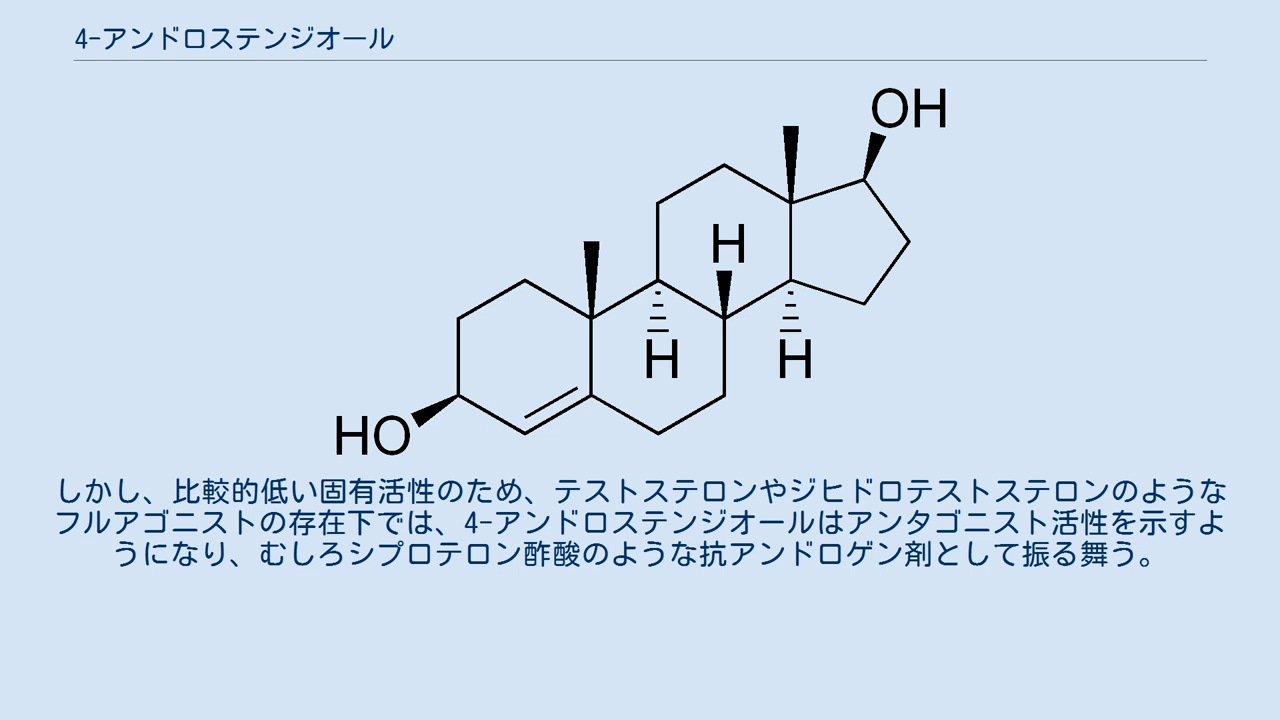 4-アンドロステンジオール
OH
H
H
H
HO
しかし、比較的低い固有活性のため、テストステロンやジヒドロテストステロンのような
フルアゴニストの存在下では、4-アンドロステンジオールはアンタゴニスト活性を示すよ
うになり、むしろシプロテロン酢酸のような抗アンドロゲン剤として振る舞う。